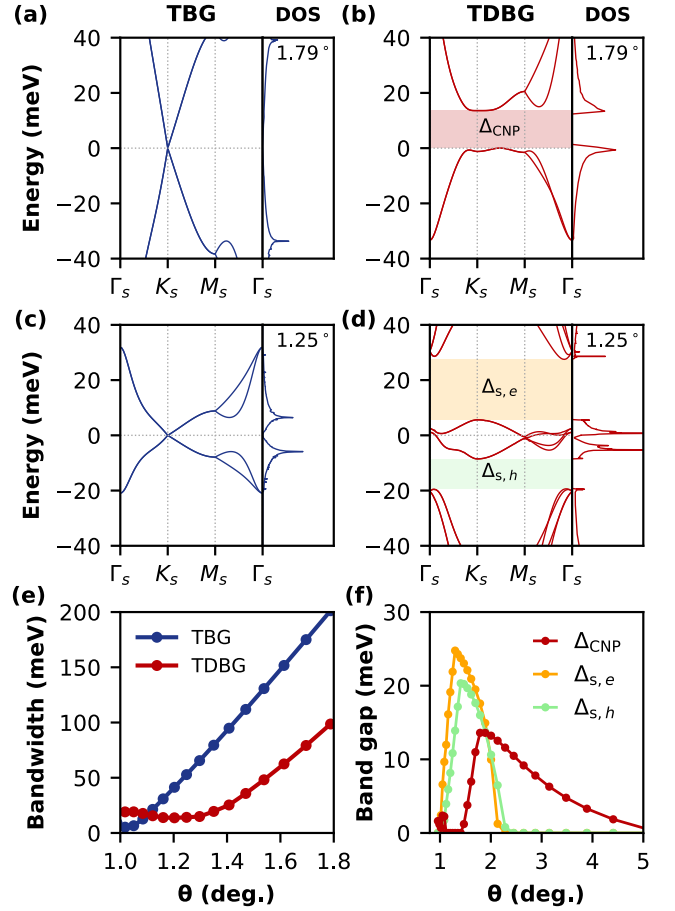 (a) TBG DOS (b) TDBG DOS
1.79° 1.79°
Energy (meV)
40
20
0
−20
−40
Δ_CNP
Γ_s K_s M_s Γ_s Γ_s K_s M_s Γ_s
40
20
0
−20
−40
(c) (d)
1.25° 1.25°
Energy (meV)
40
20
0
−20
−40
Δ_s,e
Δ_s,h
Γ_s K_s M_s Γ_s Γ_s K_s M_s Γ_s
40
20
0
−20
−40
(e) (f)
Bandwidth (meV)
200
150
100
50
0
TBG
TDBG
1.0 1.2 1.4 1.6 1.8
θ (deg.)
Band gap (meV)
30
20
10
0
Δ_CNP
Δ_s,e
Δ_s,h
1 2 3 4 5
θ (deg.)